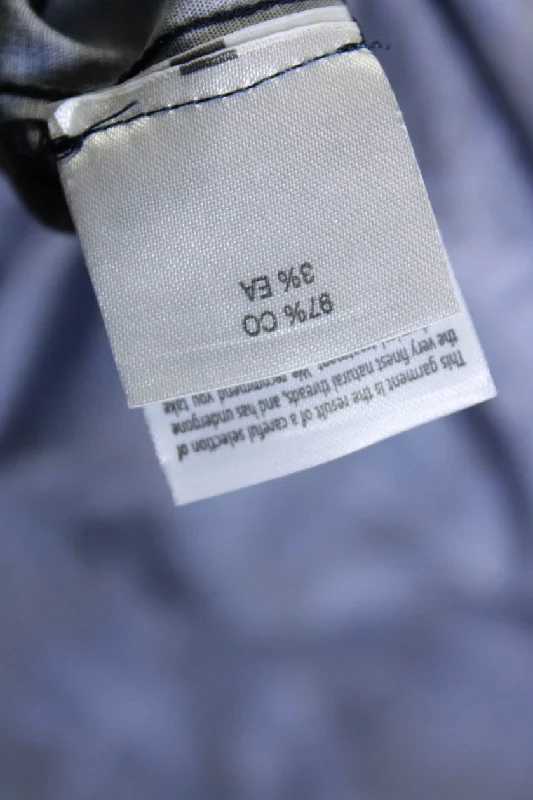 97% CO
3% EA
This garment is the result of a careful selection of
the very finest natural threads, and has undergone
We recommend you take